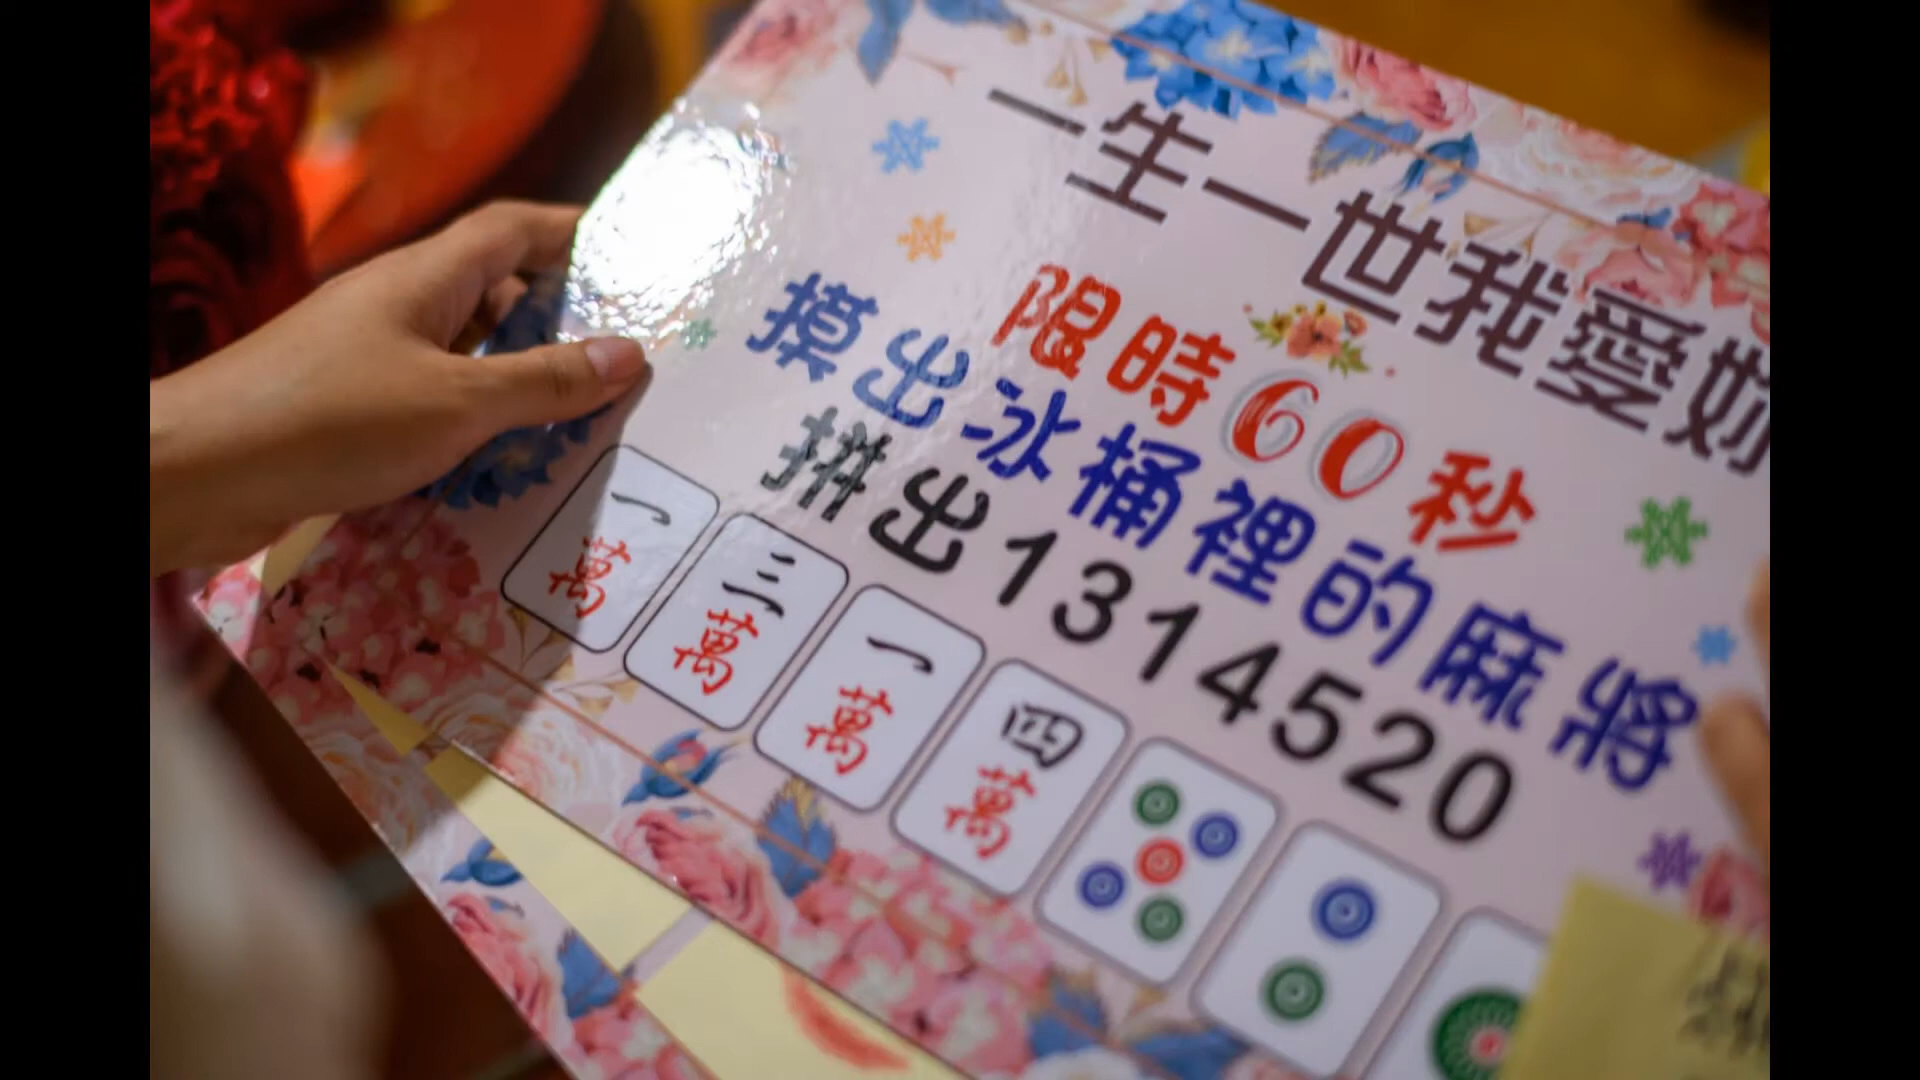 一生一世我愛妳
限時60秒
摸出冰桶裡的麻將
拼出1314520
一萬 三萬 一萬 四萬